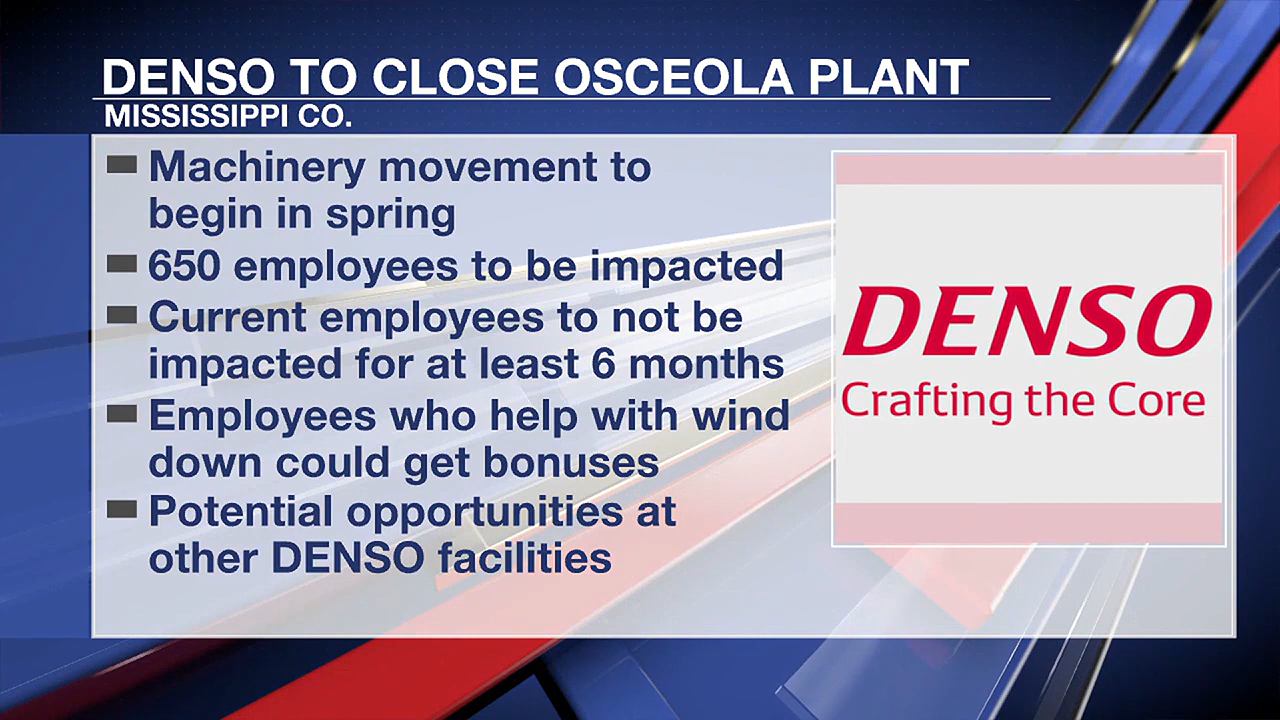 DENSO TO CLOSE OSCEOLA PLANT
MISSISSIPPI CO.
Machinery movement to
begin in spring
650 employees to be impacted
Current employees to not be
impacted for at least 6 months
Employees who help with wind
down could get bonuses
Potential opportunities at
other DENSO facilities
DENSO
Crafting the Core